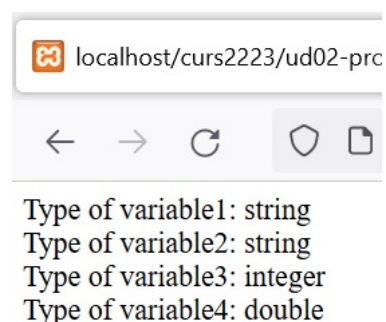 localhost/curs2223/ud02-pro
Type of variable1: string
Type of variable2: string
Type of variable3: integer
Type of variable4: double